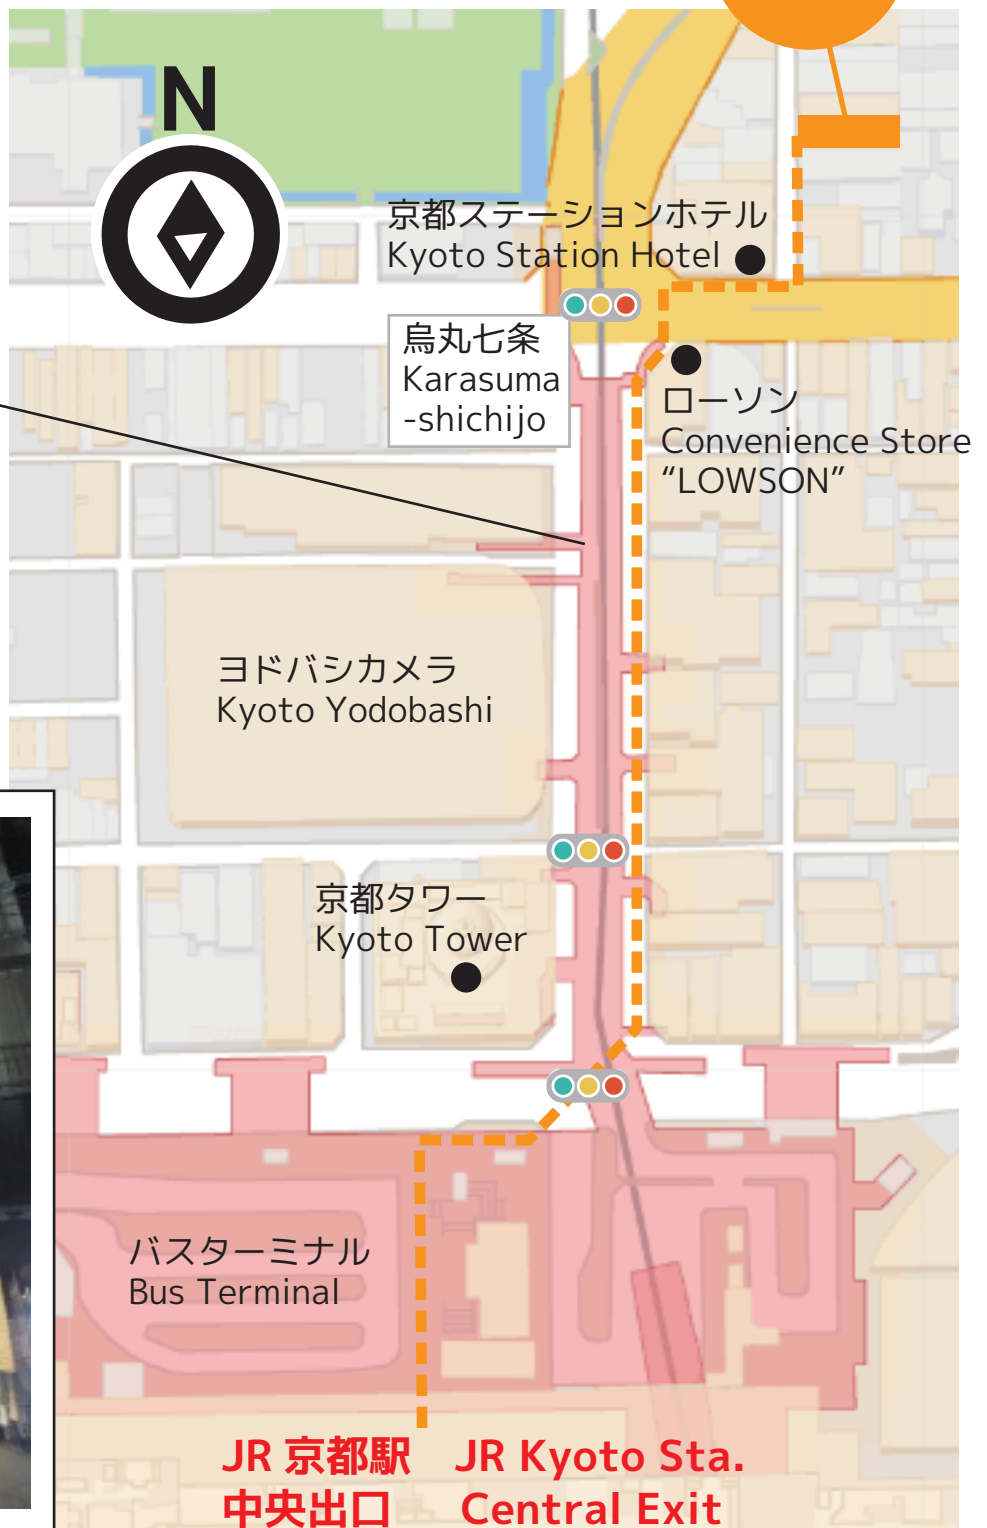 N
京都ステーションホテル
Kyoto Station Hotel
烏丸七条
Karasuma
-shichijo
ローソン
Convenience Store
“LOWSON”
ヨドバシカメラ
Kyoto Yodobashi
京都タワー
Kyoto Tower
バスターミナル
Bus Terminal
JR 京都駅 JR Kyoto Sta.
中央出口 Central Exit